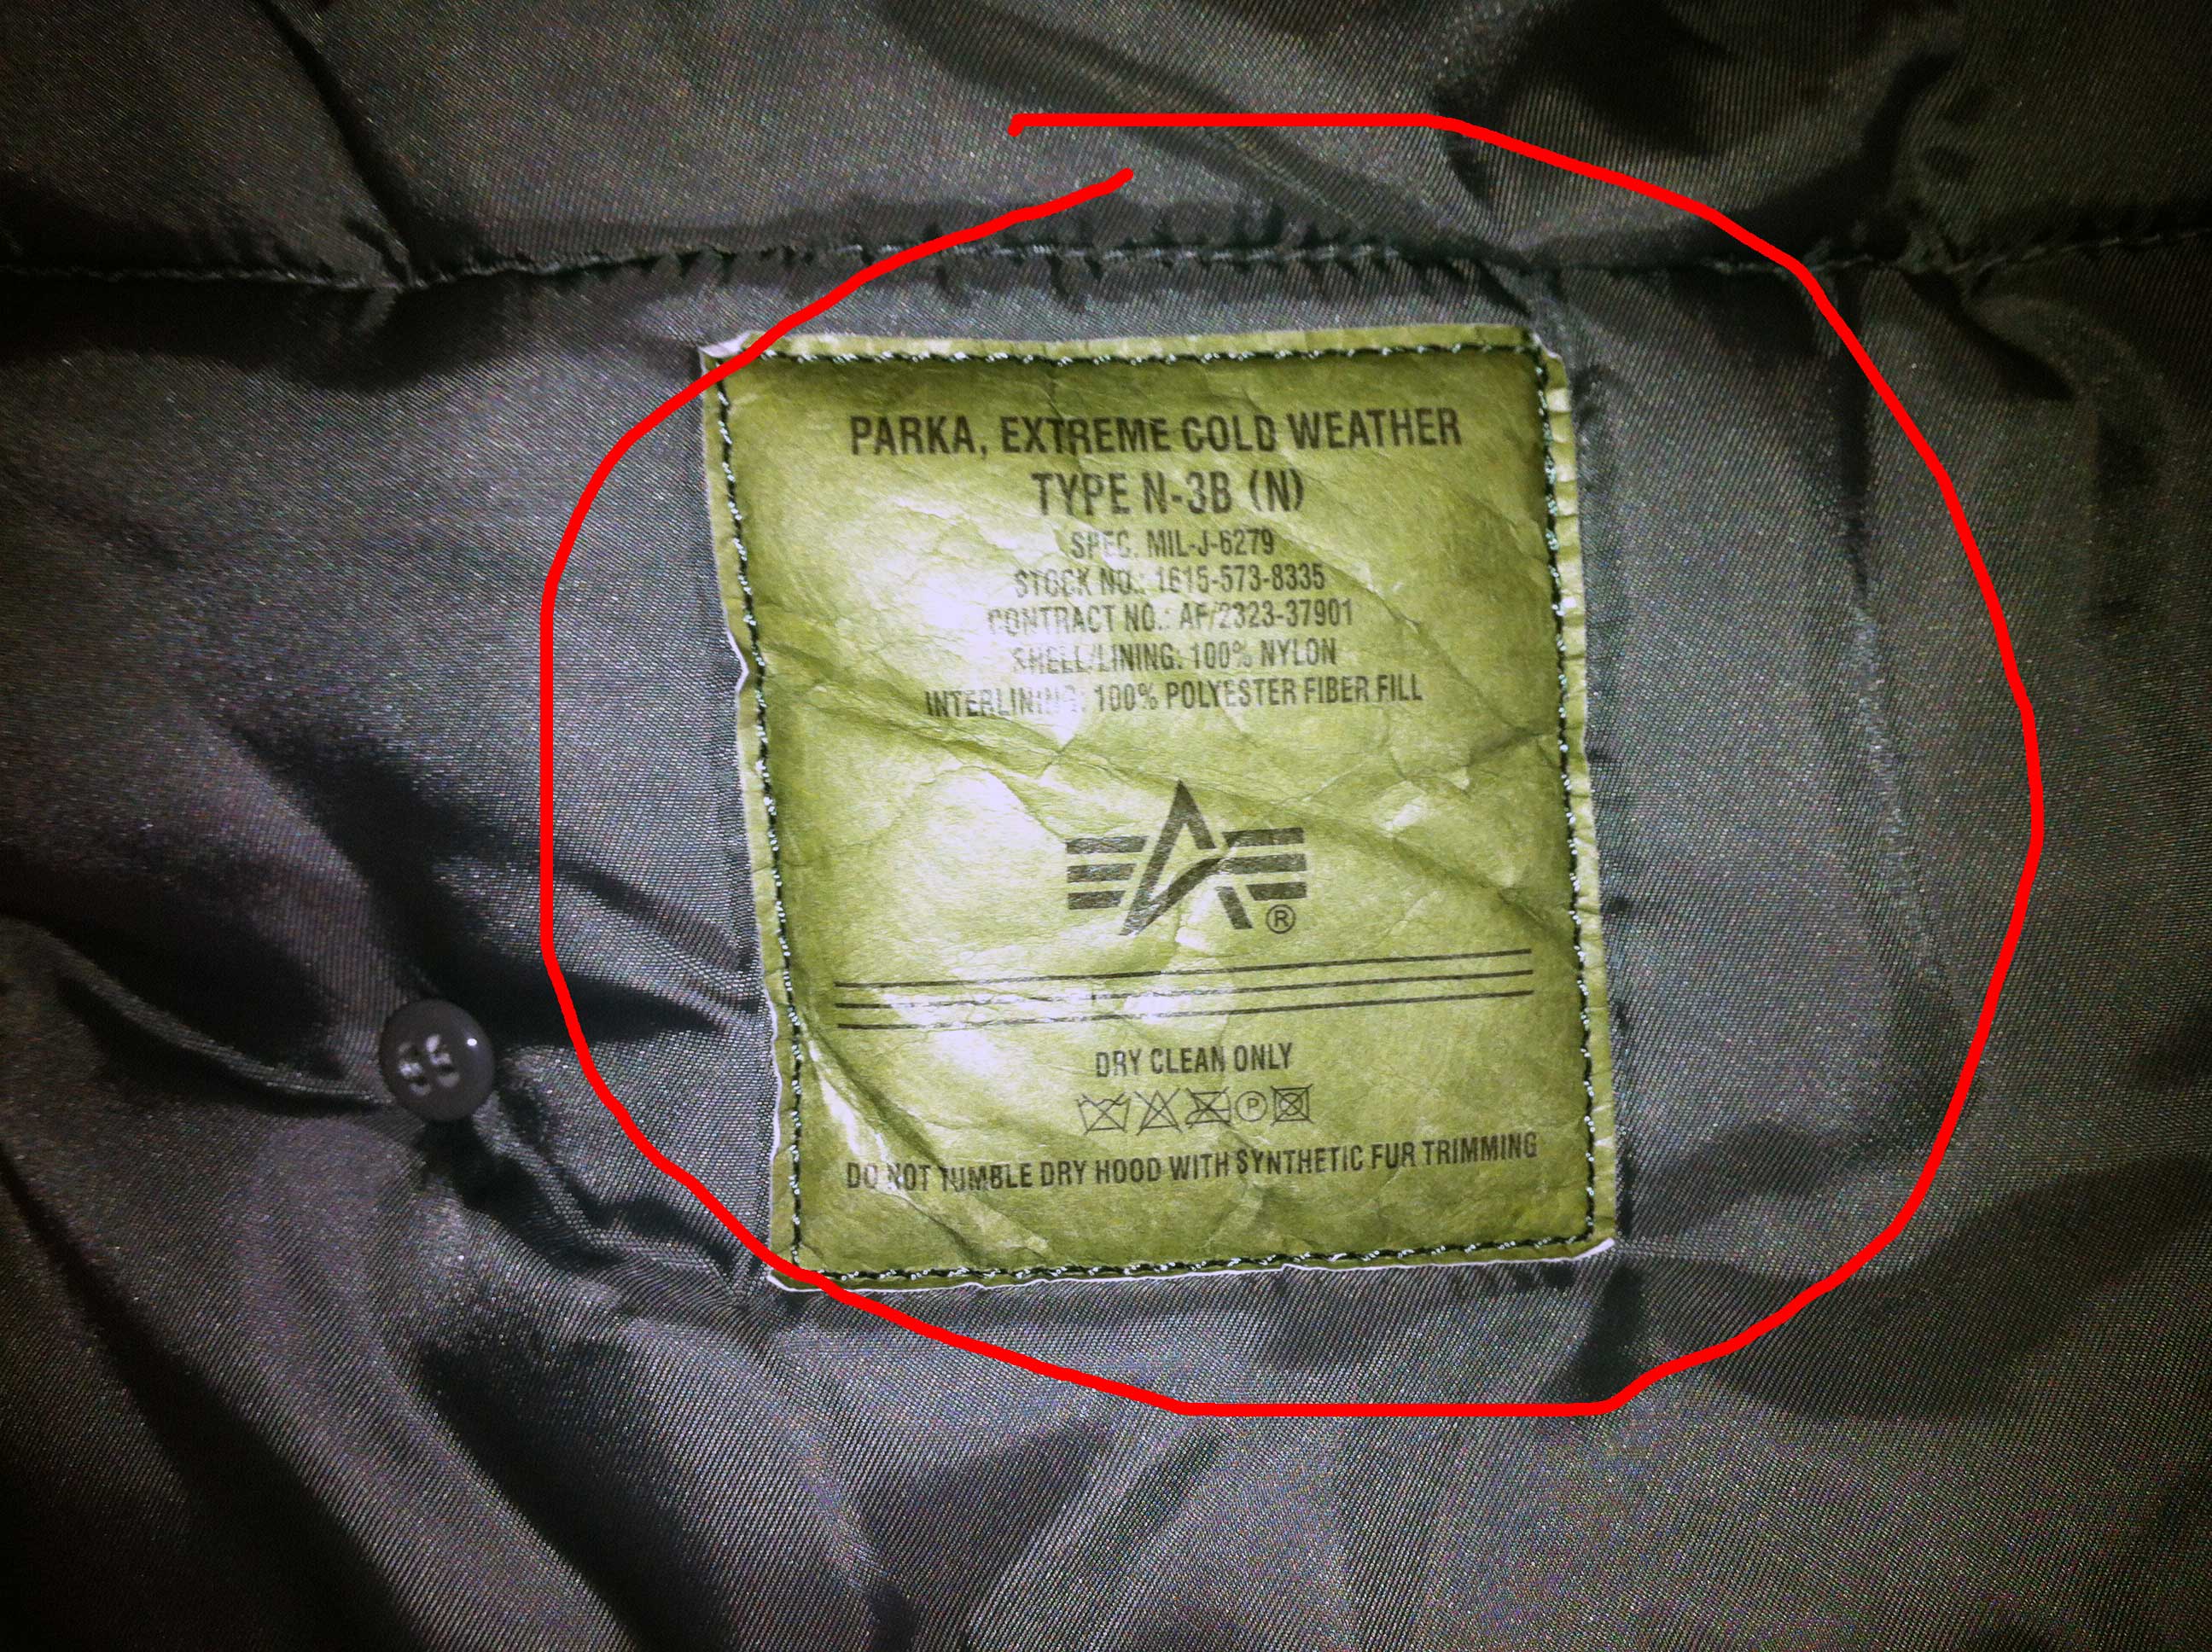 PARKA, EXTREME COLD WEATHER
TYPE N-3B (N)
SPEC. MIL-J-6279
STOCK NO.: 1615-573-8335
CONTRACT NO.: AF/2323-37901
SHELL/LINING: 100% NYLON
INTERLINING: 100% POLYESTER FIBER FILL
®
DRY CLEAN ONLY
P
DO NOT TUMBLE DRY HOOD WITH SYNTHETIC FUR TRIMMING